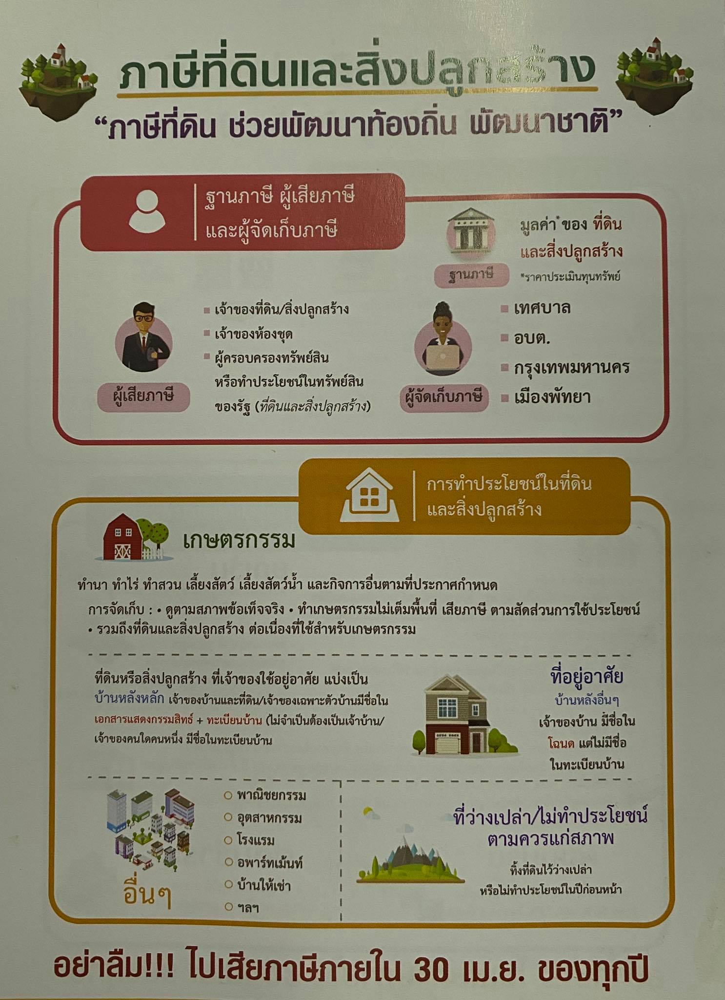 ภาษีที่ดินและสิ่งปลูกสร้าง
“ภาษีที่ดิน ช่วยพัฒนาท้องถิ่น พัฒนาชาติ”
ฐานภาษี ผู้เสียภาษี
และผู้จัดเก็บภาษี
มูลค่า* ของ ที่ดิน
และสิ่งปลูกสร้าง
*ราคาประเมินทุนทรัพย์
ฐานภาษี
ผู้เสียภาษี
เจ้าของที่ดิน/สิ่งปลูกสร้าง
เจ้าของห้องชุด
ผู้ครอบครองทรัพย์สิน
หรือทำประโยชน์ในทรัพย์สิน
ของรัฐ (ที่ดินและสิ่งปลูกสร้าง)
ผู้จัดเก็บภาษี
เทศบาล
อบต.
กรุงเทพมหานคร
เมืองพัทยา
การทำประโยชน์ในที่ดิน
และสิ่งปลูกสร้าง
เกษตรกรรม
ทำนา ทำไร่ ทำสวน เลี้ยงสัตว์ เลี้ยงสัตว์น้ำ และกิจการอื่นตามที่ประกาศกำหนด
การจัดเก็บ : • ดูตามสภาพข้อเท็จจริง • ทำเกษตรกรรมไม่เต็มพื้นที่ เสียภาษี ตามสัดส่วนการใช้ประโยชน์
• รวมถึงที่ดินและสิ่งปลูกสร้าง ต่อเนื่องที่ใช้สำหรับเกษตรกรรม
ที่ดินหรือสิ่งปลูกสร้าง ที่เจ้าของใช้อยู่อาศัย แบ่งเป็น
บ้านหลังหลัก เจ้าของบ้านและที่ดิน/เจ้าของเฉพาะตัวบ้านมีชื่อใน
เอกสารแสดงกรรมสิทธ์ + ทะเบียนบ้าน (ไม่จำเป็นต้องเป็นเจ้าบ้าน/
เจ้าของคนใดคนหนึ่ง มีชื่อในทะเบียนบ้าน
ที่อยู่อาศัย
บ้านหลังอื่นๆ
เจ้าของบ้าน มีชื่อใน
โฉนด แต่ไม่มีชื่อ
ในทะเบียนบ้าน
อื่นๆ
พาณิชยกรรม
อุตสาหกรรม
โรงแรม
อพาร์ทเม้นท์
บ้านให้เช่า
ฯลฯ
ที่ว่างเปล่า/ไม่ทำประโยชน์
ตามควรแก่สภาพ
ทิ้งที่ดินไว้ว่างเปล่า
หรือไม่ทำประโยชน์ในปีก่อนหน้า
อย่าลืม!!! ไปเสียภาษีภายใน 30 เม.ย. ของทุกปี